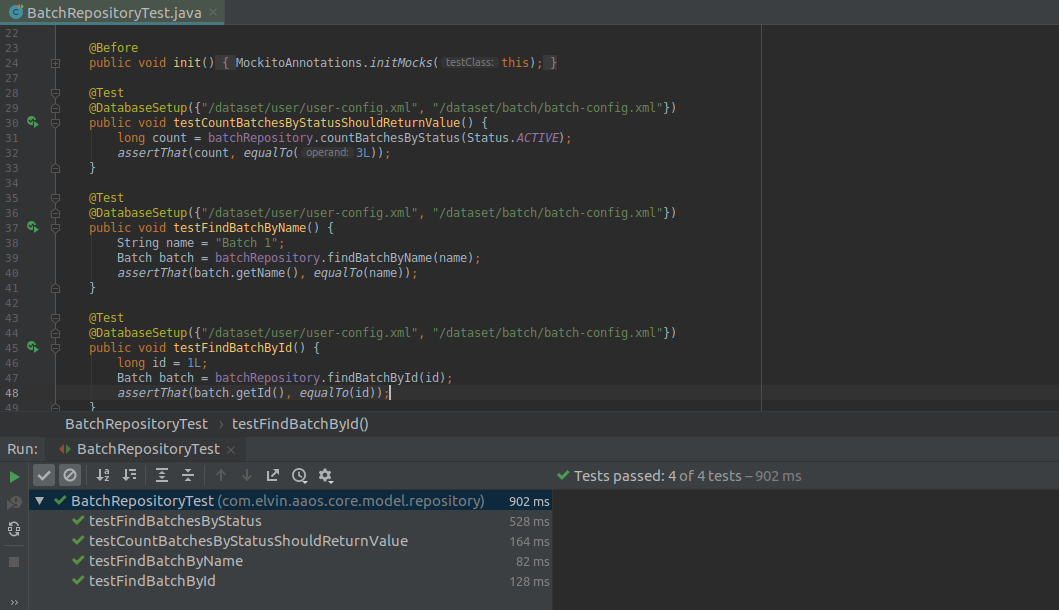 BatchRepositoryTest.java
22
23 @Before
24 public void init() { MockitoAnnotations.initMocks( testClass: this); }
27
28 @Test
29 @DatabaseSetup({"/dataset/user/user-config.xml", "/dataset/batch/batch-config.xml"})
30 public void testCountBatchesByStatusShouldReturnValue() {
31 long count = batchRepository.countBatchesByStatus(Status.ACTIVE);
32 assertThat(count, equalTo( operand: 3L));
33 }
34
35 @Test
36 @DatabaseSetup({"/dataset/user/user-config.xml", "/dataset/batch/batch-config.xml"})
37 public void testFindBatchByName() {
38 String name = "Batch 1";
39 Batch batch = batchRepository.findBatchByName(name);
40 assertThat(batch.getName(), equalTo(name));
41 }
42
43 @Test
44 @DatabaseSetup({"/dataset/user/user-config.xml", "/dataset/batch/batch-config.xml"})
45 public void testFindBatchById() {
46 long id = 1L;
47 Batch batch = batchRepository.findBatchById(id);
48 assertThat(batch.getId(), equalTo(id));
49 }
BatchRepositoryTest › testFindBatchById()
Run: BatchRepositoryTest
Tests passed: 4 of 4 tests – 902 ms
BatchRepositoryTest (com.elvin.aaos.core.model.repository) 902 ms
testFindBatchesByStatus 528 ms
testCountBatchesByStatusShouldReturnValue 164 ms
testFindBatchByName 82 ms
testFindBatchById 128 ms